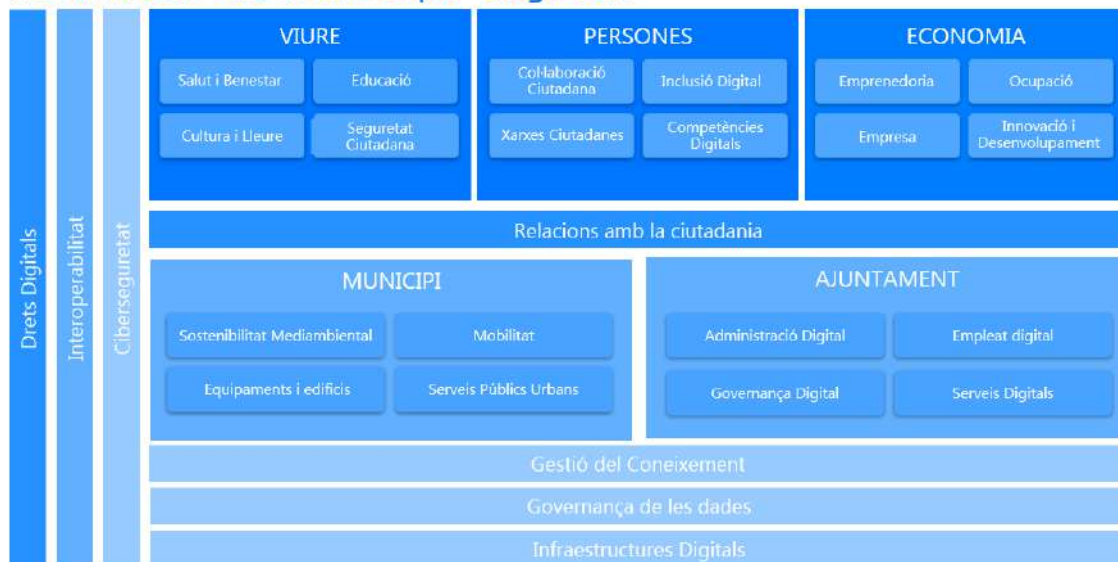 VIURE
Salut i Benestar
Educació
Cultura i Lleure
Seguretat
Ciutadana
PERSONES
Col·laboració
Ciutadana
Inclusió Digital
Xarxes Ciutadanes
Competències
Digitals
ECONOMIA
Emprenedoria
Ocupació
Empresa
Innovació i
Desenvolupament
Drets Digitals
Interoperabilitat
Ciberseguretat
Relacions amb la ciutadania
MUNICIPI
Sostenibilitat Mediambiental
Mobilitat
Equipaments i edificis
Serveis Públics Urbans
AJUNTAMENT
Administració Digital
Empleat digital
Governança Digital
Serveis Digitals
Gestió del Coneixement
Governança de les dades
Infraestructures Digitals